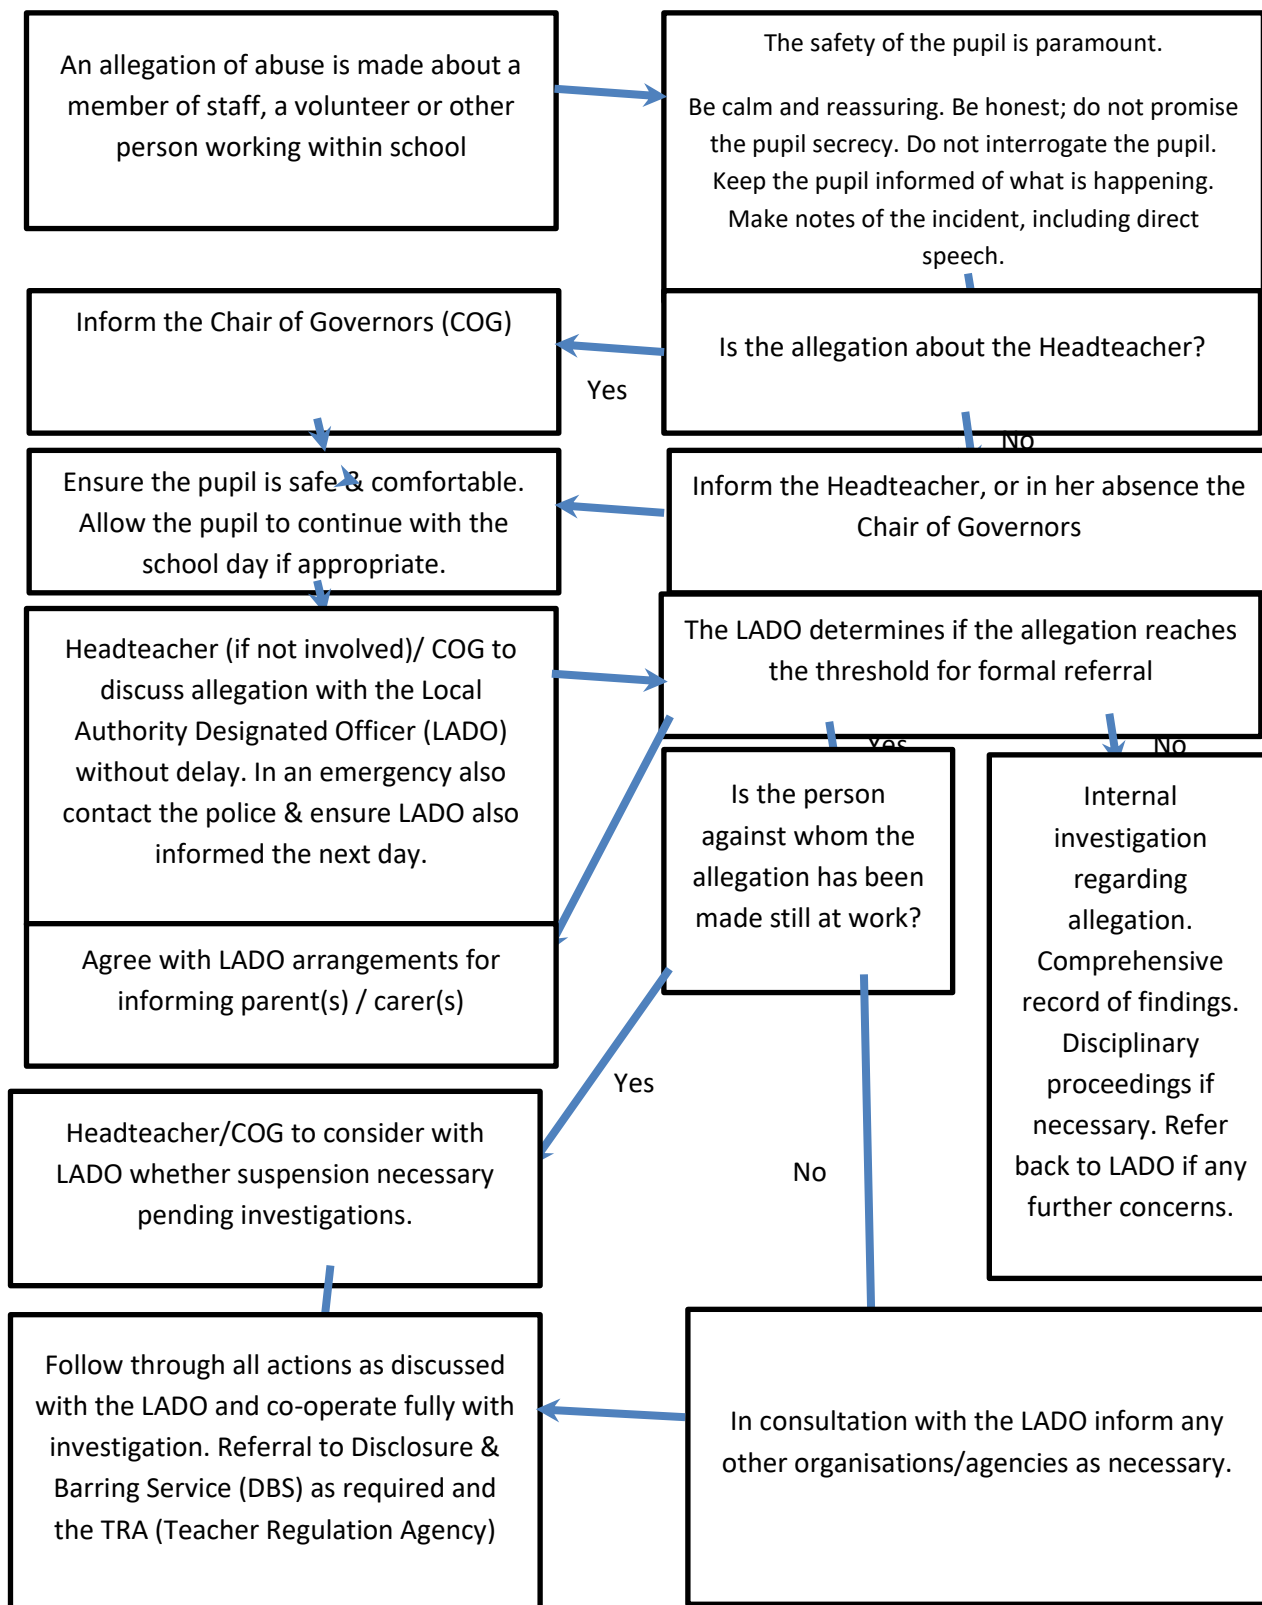 An allegation of abuse is made about a
member of staff, a volunteer or other
person working within school
The safety of the pupil is paramount.
Be calm and reassuring. Be honest; do not promise
the pupil secrecy. Do not interrogate the pupil.
Keep the pupil informed of what is happening.
Make notes of the incident, including direct
speech.
Inform the Chair of Governors (COG)
Is the allegation about the Headteacher?
Yes
No
Ensure the pupil is safe & comfortable.
Allow the pupil to continue with the
school day if appropriate.
Inform the Headteacher, or in her absence the
Chair of Governors
Headteacher (if not involved)/ COG to
discuss allegation with the Local
Authority Designated Officer (LADO)
without delay. In an emergency also
contact the police & ensure LADO also
informed the next day.
The LADO determines if the allegation reaches
the threshold for formal referral
Yes
No
Is the person
against whom the
allegation has been
made still at work?
Internal
investigation
regarding
allegation.
Comprehensive
record of findings.
Disciplinary
proceedings if
necessary. Refer
back to LADO if any
further concerns.
Agree with LADO arrangements for
informing parent(s) / carer(s)
Yes
No
Headteacher/COG to consider with
LADO whether suspension necessary
pending investigations.
Follow through all actions as discussed
with the LADO and co-operate fully with
investigation. Referral to Disclosure &
Barring Service (DBS) as required and
the TRA (Teacher Regulation Agency)
In consultation with the LADO inform any
other organisations/agencies as necessary.